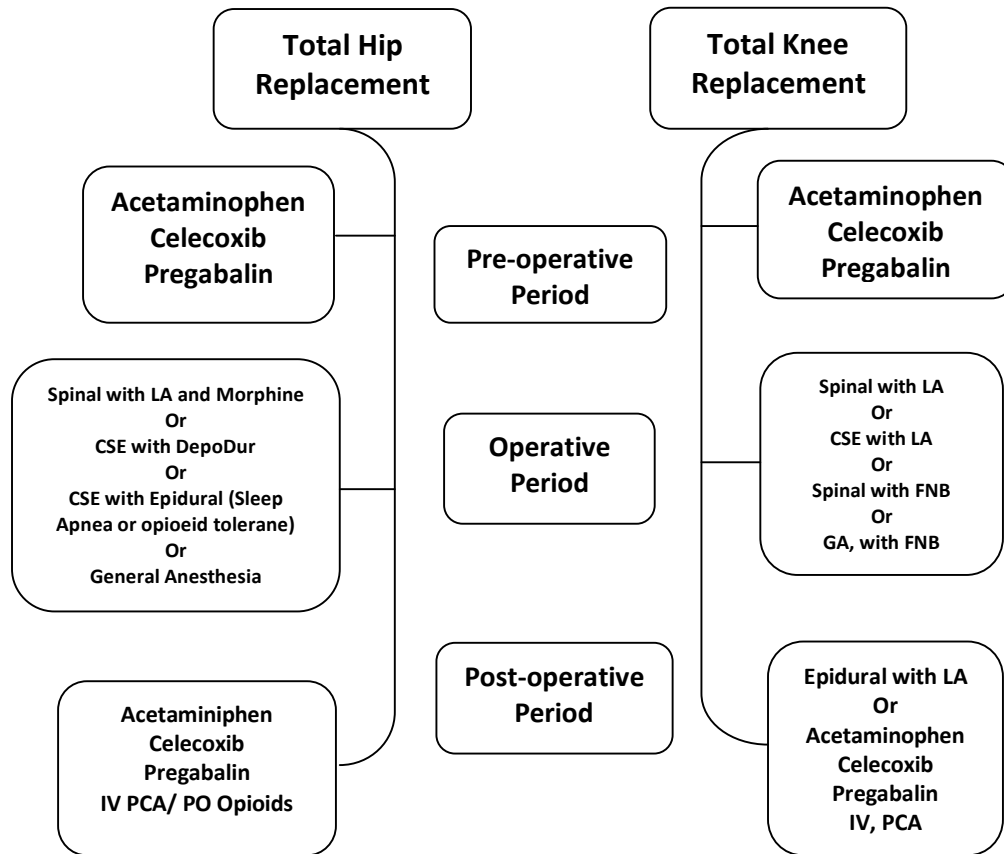 Total Hip
Replacement
Total Knee
Replacement
Acetaminophen
Celecoxib
Pregabalin
Pre-operative
Period
Acetaminophen
Celecoxib
Pregabalin
Spinal with LA and Morphine
Or
CSE with DepoDur
Or
CSE with Epidural (Sleep
Apnea or opioeid tolerane)
Or
General Anesthesia
Operative
Period
Spinal with LA
Or
CSE with LA
Or
Spinal with FNB
Or
GA, with FNB
Acetaminiphen
Celecoxib
Pregabalin
IV PCA/ PO Opioids
Post-operative
Period
Epidural with LA
Or
Acetaminophen
Celecoxib
Pregabalin
IV, PCA